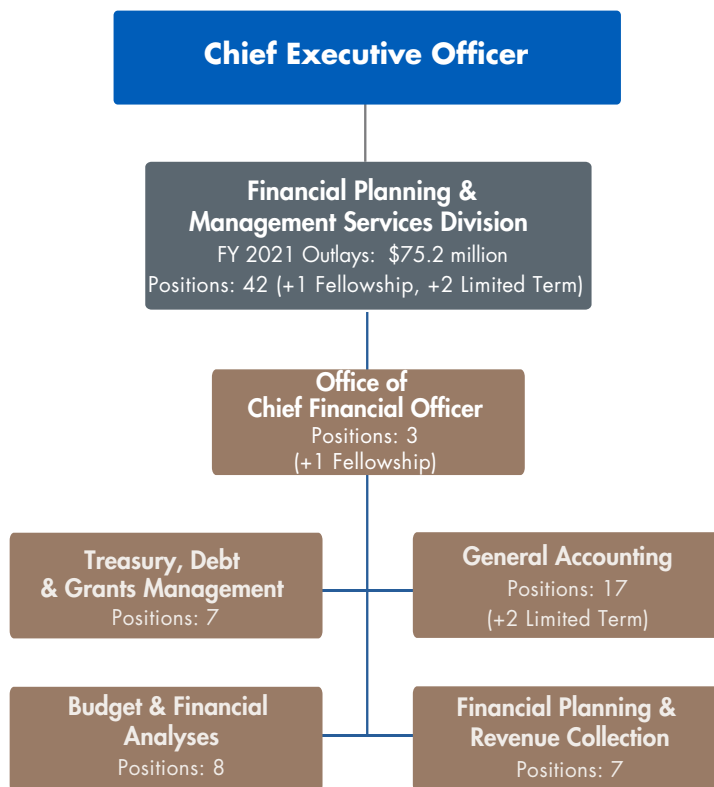 Chief Executive Officer
Financial Planning &
Management Services Division
FY 2021 Outlays: $75.2 million
Positions: 42 (+1 Fellowship, +2 Limited Term)
Office of
Chief Financial Officer
Positions: 3
(+1 Fellowship)
Treasury, Debt
& Grants Management
Positions: 7
General Accounting
Positions: 17
(+2 Limited Term)
Budget & Financial
Analyses
Positions: 8
Financial Planning &
Revenue Collection
Positions: 7